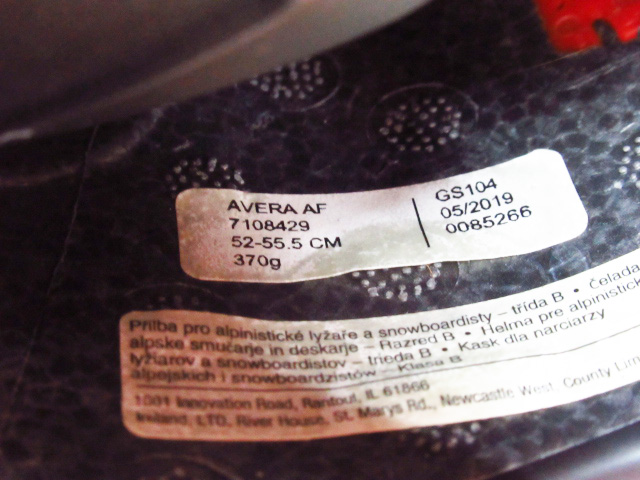 AVERA AF
7108429
52-55.5 CM
370g
GS104
05/2019
0085266
Prilba pro alpinistické lyžaře a snowboardisty – třída B • čelada
alpske smučarje in deskarje – Razred B • Helma pre alpinistic
lyžiarov a snowboardistov – trieda B • Kask dla narciarzy
alpejskich i snowboardzistów – Klasa B
1001 Innovation Road, Rantoul, IL 61866
Ireland, LTD, River House, St. Marys Rd., Newcastle West, County Lim